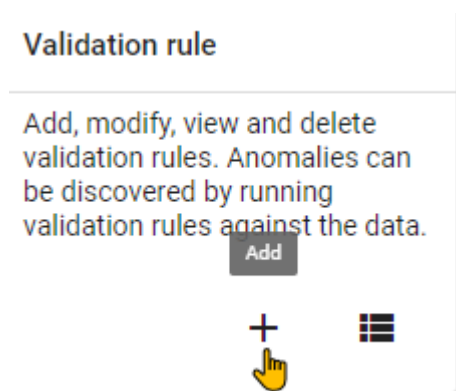 Validation rule
Add, modify, view and delete
validation rules. Anomalies can
be discovered by running
validation rules against the data.
Add